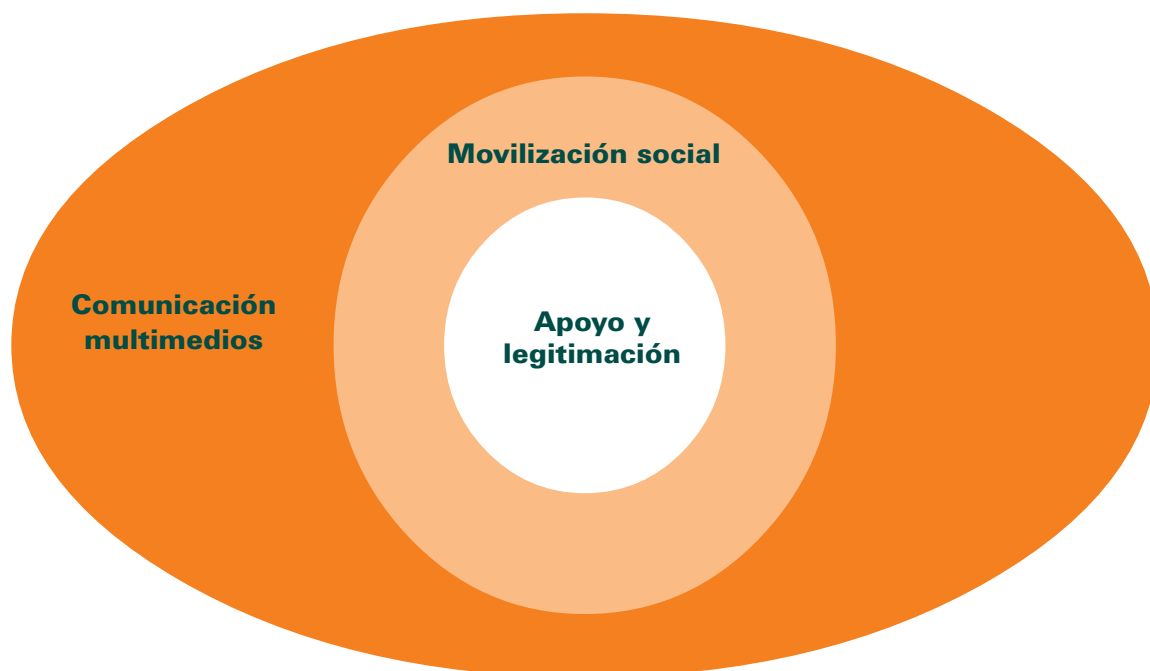 Movilización social
Comunicación
multimedios
Apoyo y
legitimación